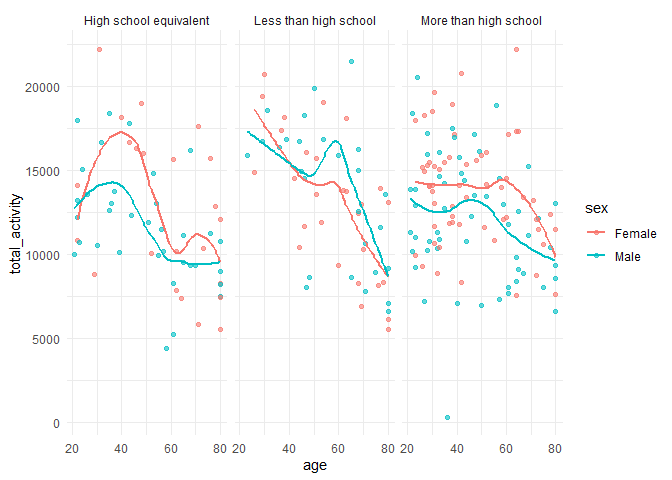 High school equivalent Less than high school More than high school
20000
15000
10000
5000
0
total_activity
20 40 60 80 20 40 60 80 20 40 60 80
age
sex
Female
Male